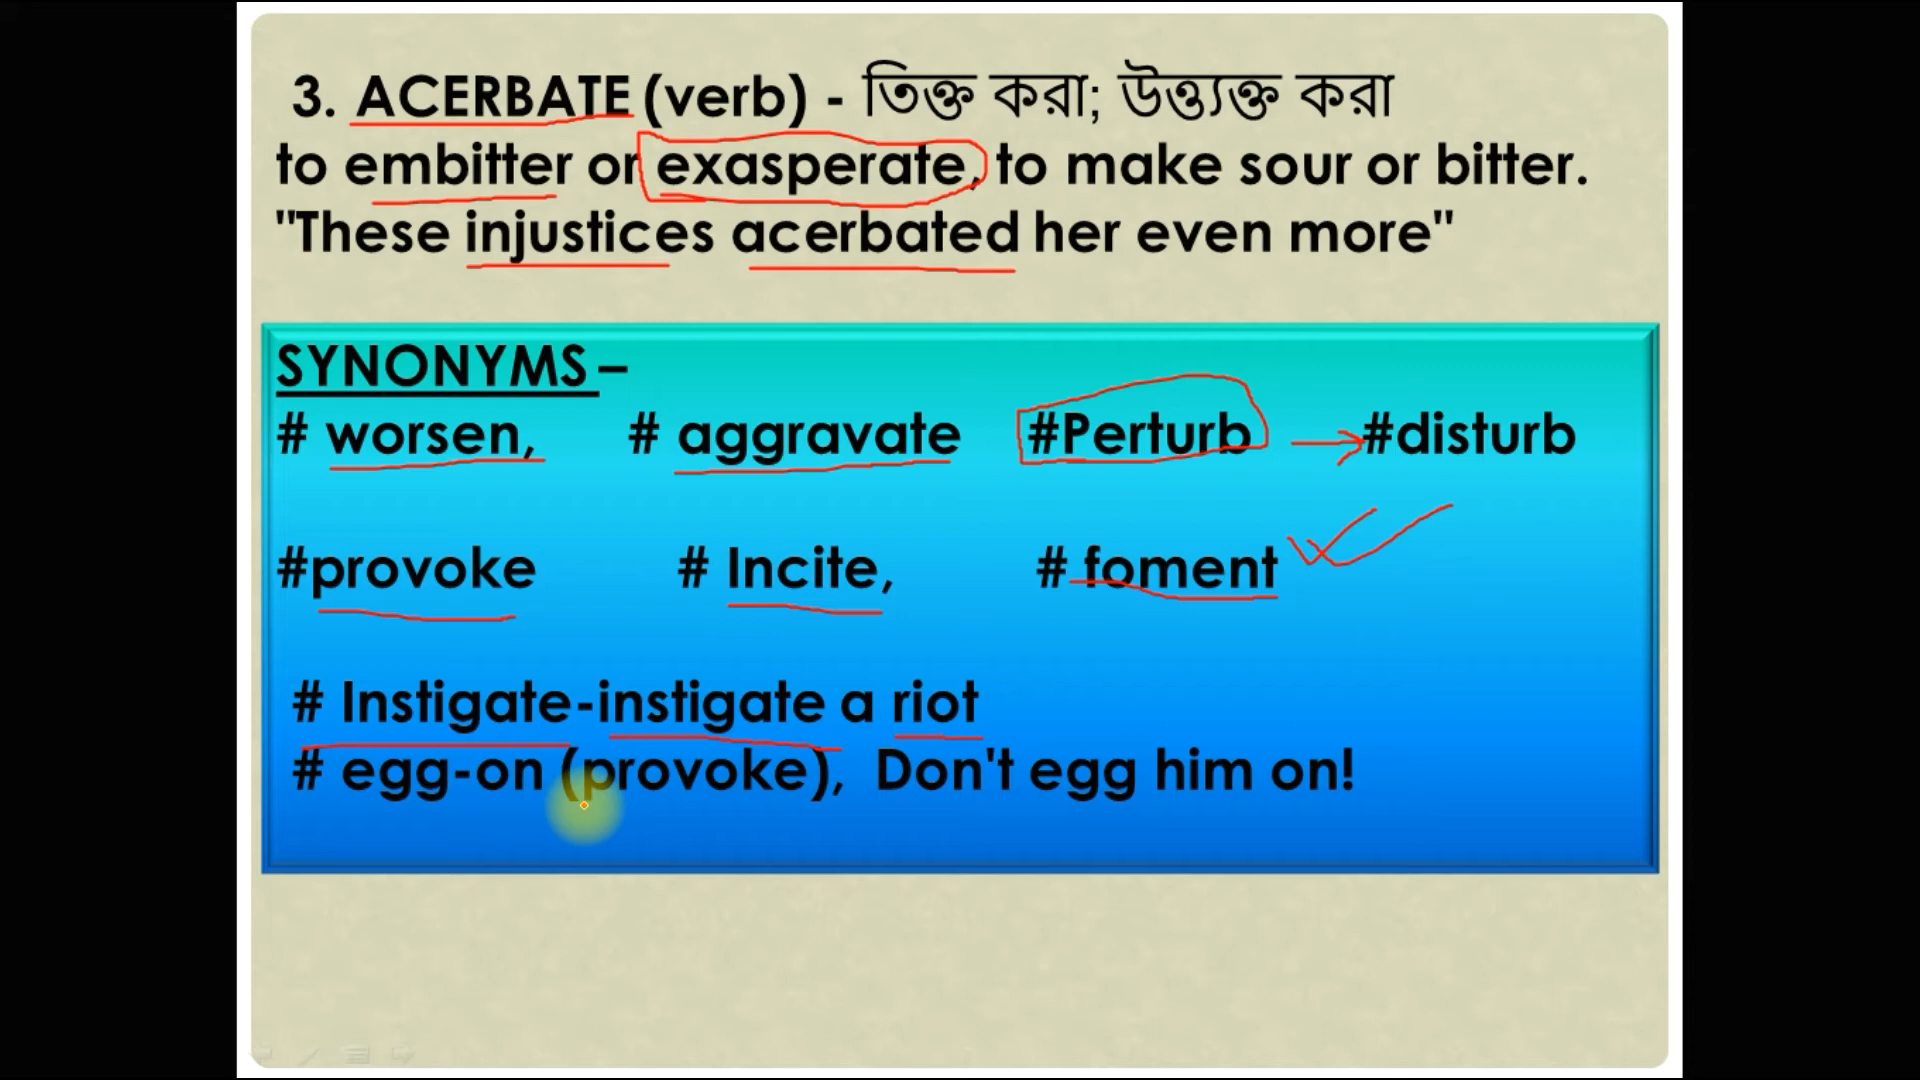 3. ACERBATE (verb) - তিক্ত করা; উত্ত্যক্ত করা
to embitter or exasperate, to make sour or bitter.
"These injustices acerbated her even more"
SYNONYMS –
# worsen, # aggravate #Perturb #disturb
#provoke # Incite, # foment
# Instigate-instigate a riot
# egg-on (provoke), Don't egg him on!